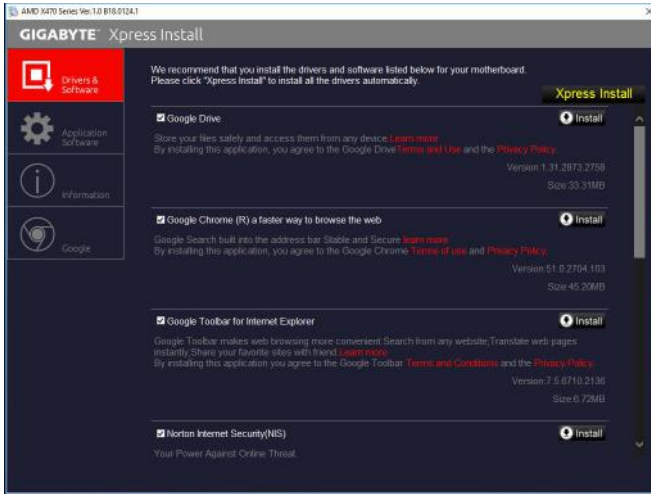 AMD X470 Series Ver.1.0 B18.0124.1
GIGABYTE™ Xpress Install
We recommend that you install the drivers and software listed below for your motherboard.
Please click "Xpress Install" to install all the drivers automatically.
Xpress Install
Drivers &
Software
Application
Software
Information
Google
Google Drive
Install
Store your files safely and access them from any device.Learn more
By installing this application, you agree to the Google DriveTerms and Use and the Privacy Policy.
Version:1.31.2873.2758
Size:33.31MB
Google Chrome (R) a faster way to browse the web
Install
Google Search built into the address bar Stable and Secure learn more
By installing this application, you agree to the Google Chrome Terms of use and Privacy Policy.
Version:51.0.2704.103
Size:45.20MB
Google Toolbar for Internet Explorer
Install
Google Toolbar makes web browsing more convenient.Search from any website,Translate web pages
instantly,Share your favorite sites with friend.Learn more
By installing this application you agree to the Google Toolbar Terms and Conditions and the Privacy Policy.
Version:7.5.6710.2136
Size:6.72MB
Norton Internet Security(NIS)
Install
Your Power Against Online Threat.